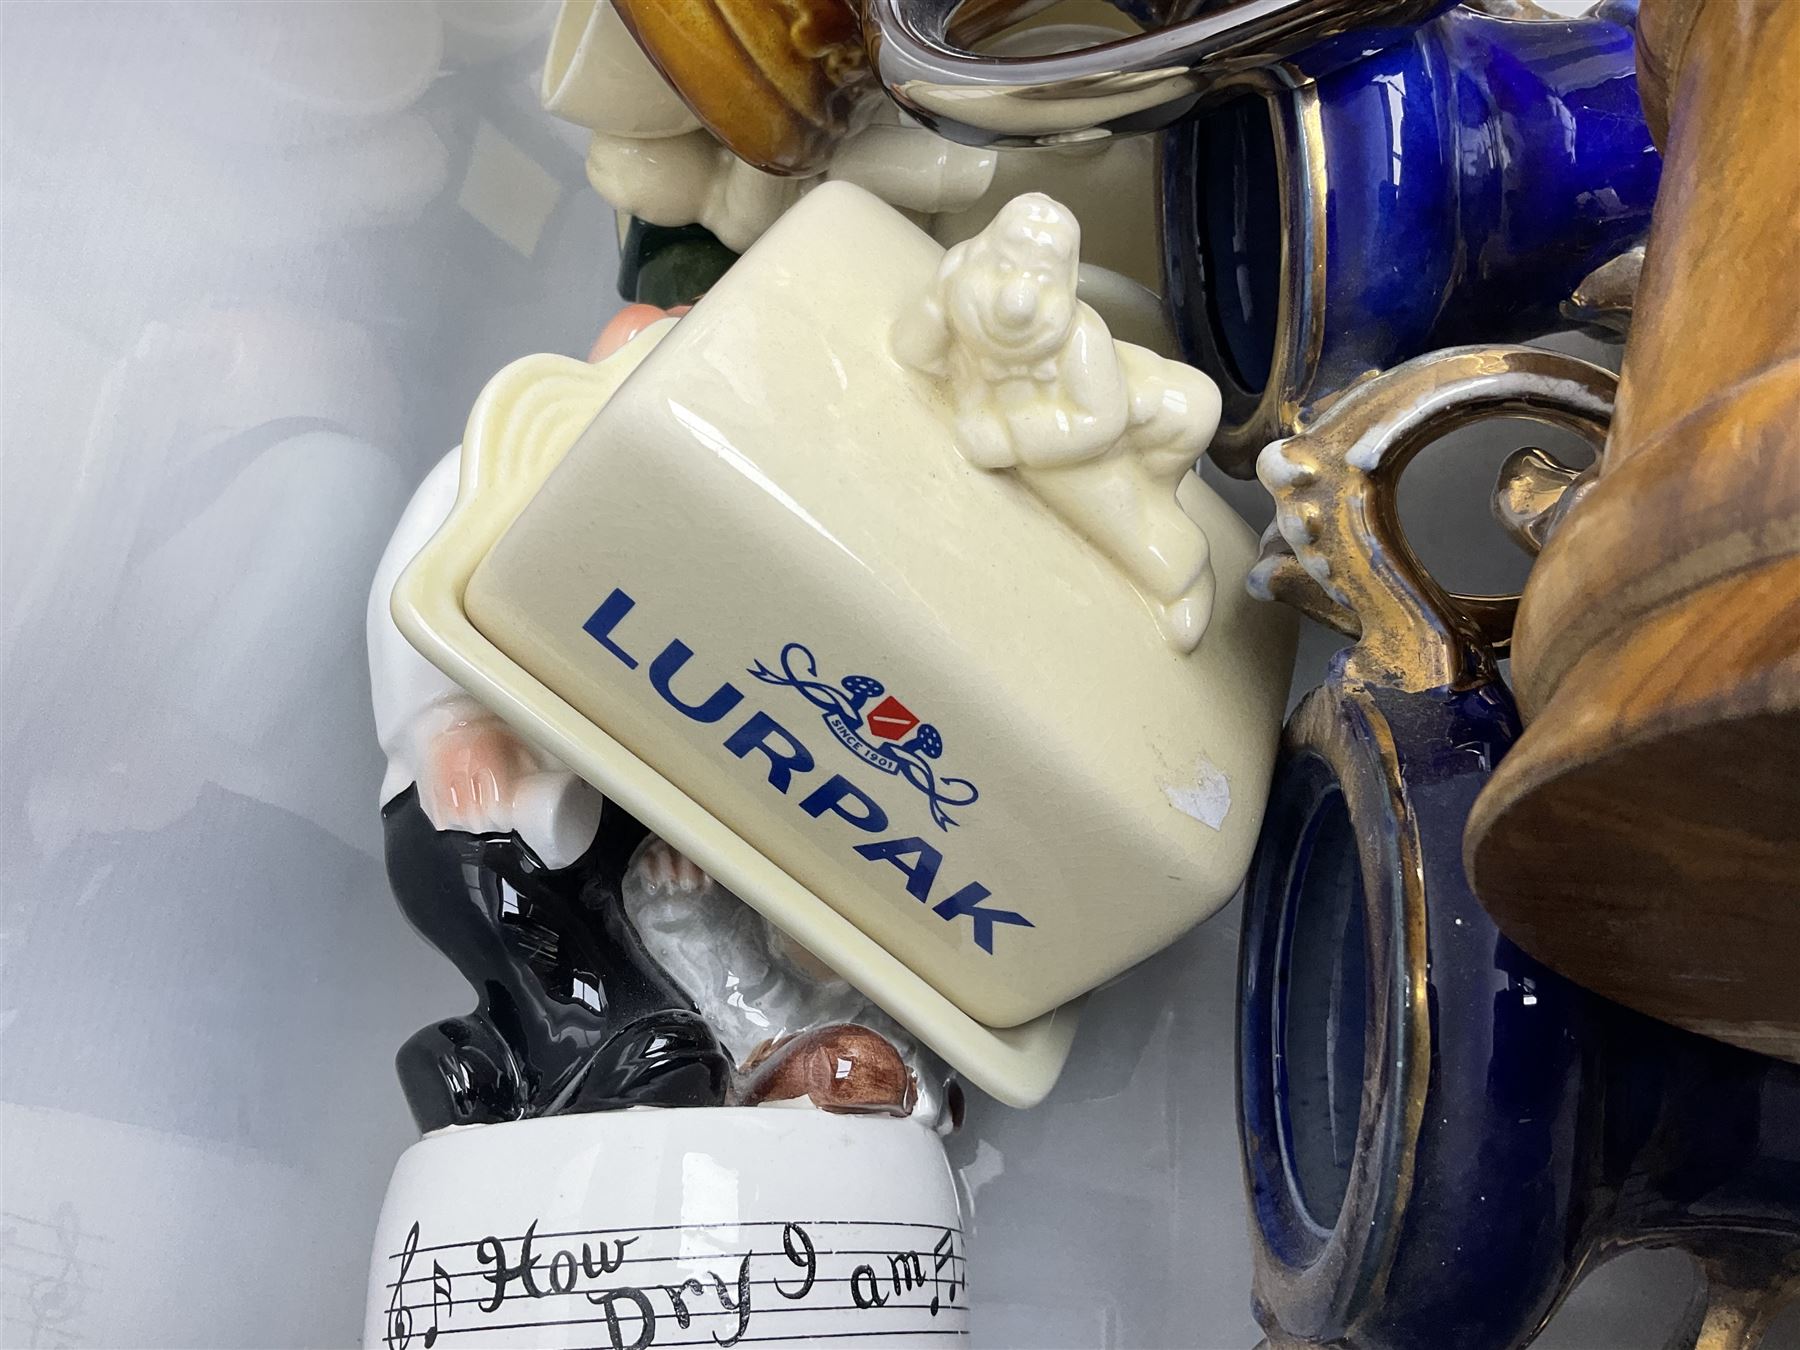 SINCE 1901
LURPAK
How Dry I am